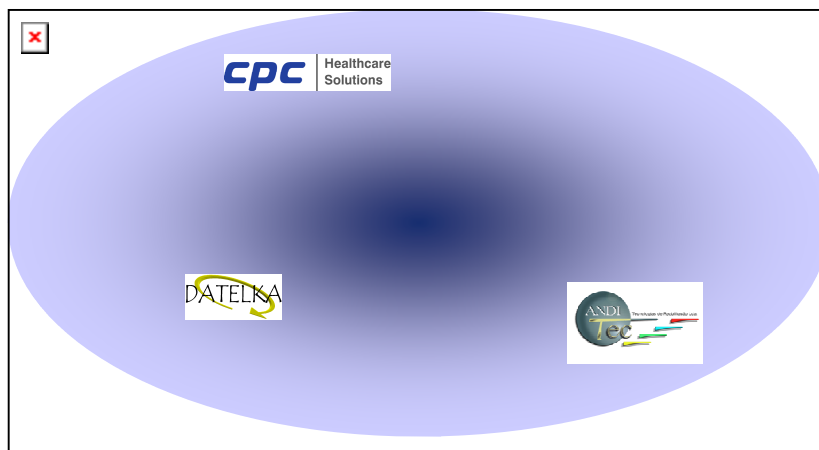 cpc
Healthcare
Solutions
DATELKA
ANDI
Tec